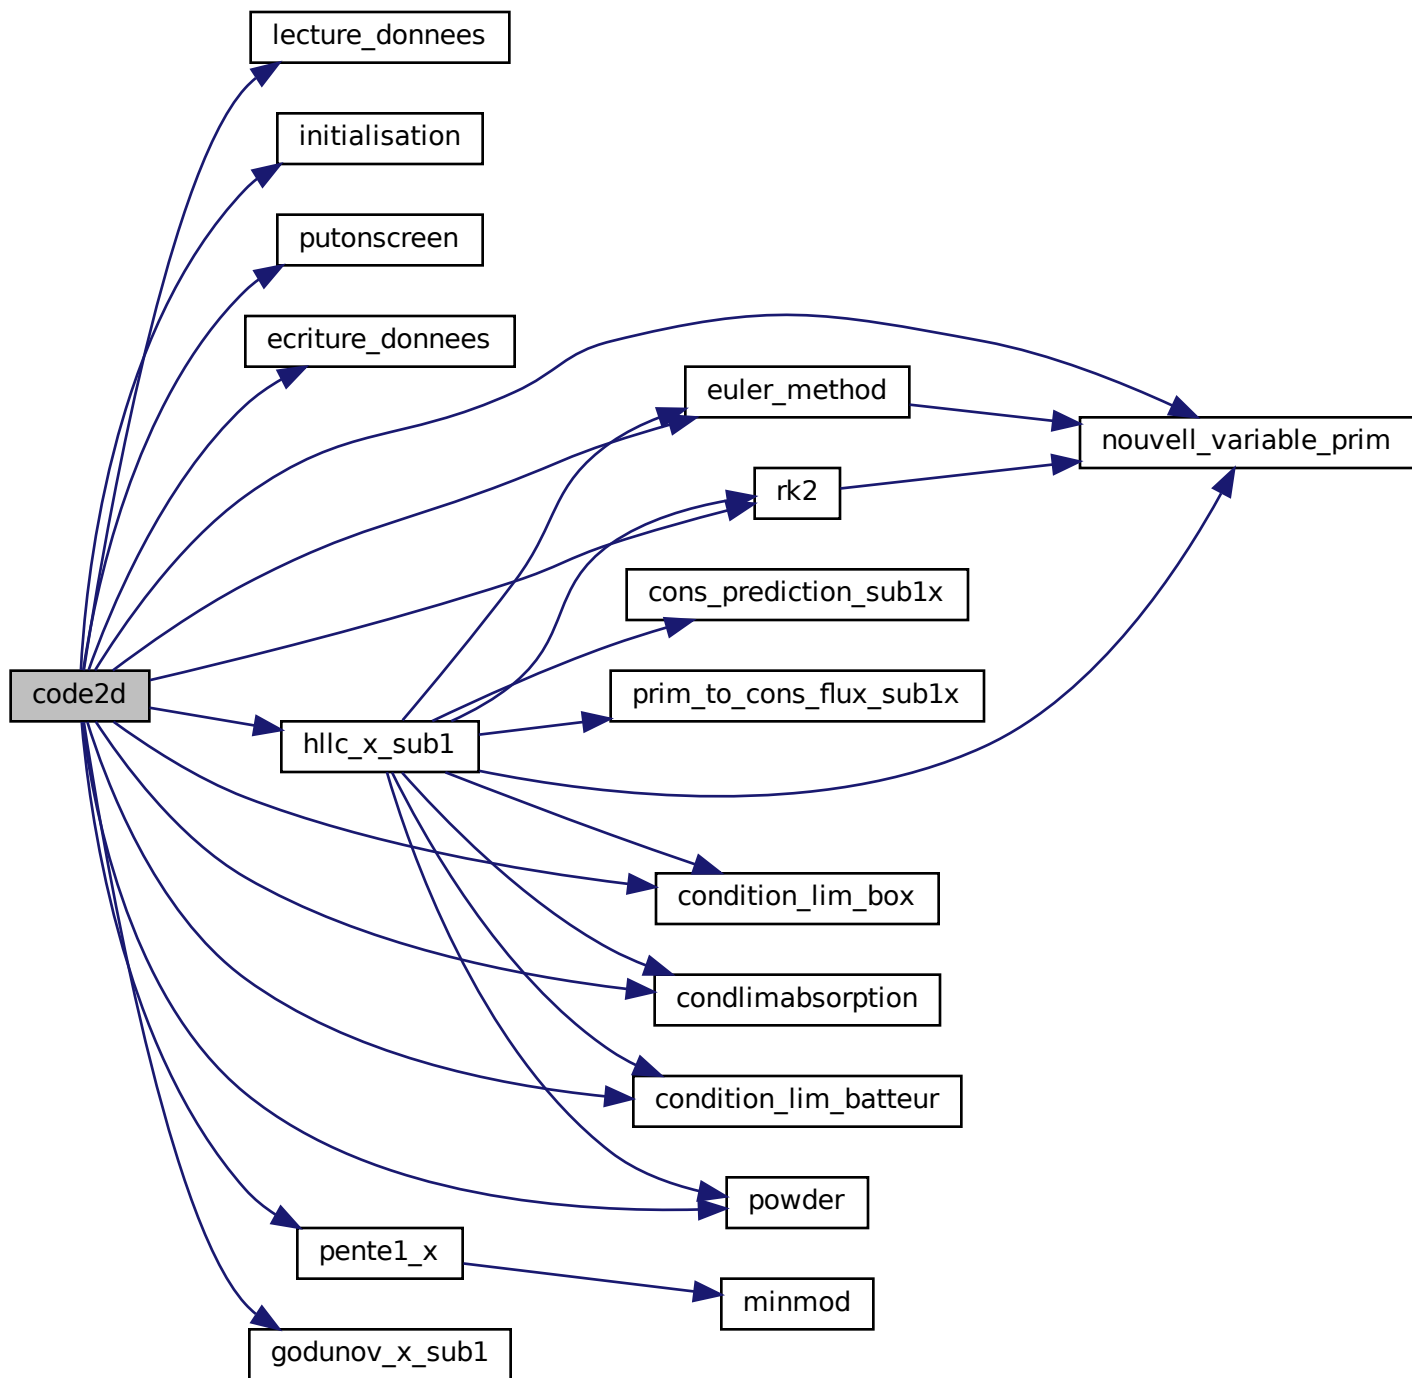 lecture_donnees
initialisation
putonscreen
ecriture_donnees
euler_method
nouvell_variable_prim
rk2
cons_prediction_sub1x
code2d
prim_to_cons_flux_sub1x
hllc_x_sub1
condition_lim_box
condlimabsorption
condition_lim_batteur
powder
pente1_x
minmod
godunov_x_sub1